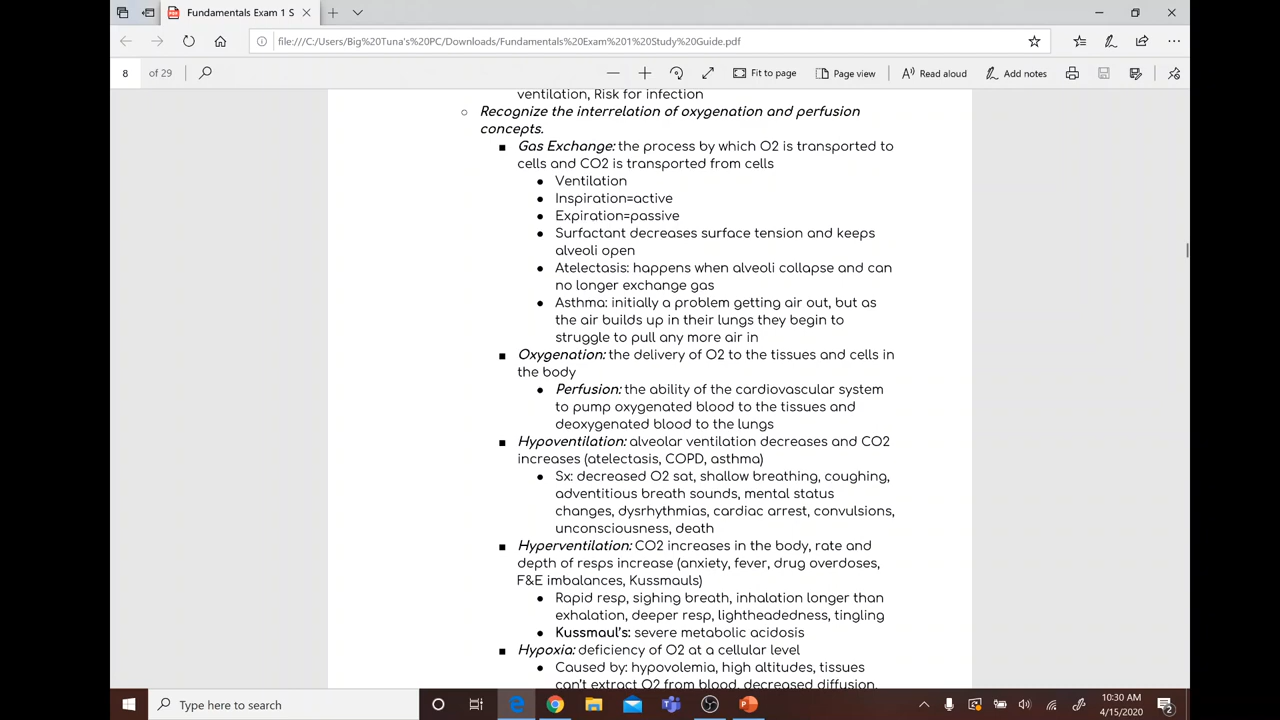 Fundamentals Exam 1 S
file:///C:/Users/Big%20Tuna's%20PC/Downloads/Fundamentals%20Exam%201%20Study%20Guide.pdf
8 of 29
Fit to page
Page view
Read aloud
Add notes
ventilation, Risk for infection
Recognize the interrelation of oxygenation and perfusion
concepts.
Gas Exchange: the process by which O2 is transported to
cells and CO2 is transported from cells
Ventilation
Inspiration=active
Expiration=passive
Surfactant decreases surface tension and keeps
alveoli open
Atelectasis: happens when alveoli collapse and can
no longer exchange gas
Asthma: initially a problem getting air out, but as
the air builds up in their lungs they begin to
struggle to pull any more air in
Oxygenation: the delivery of O2 to the tissues and cells in
the body
Perfusion: the ability of the cardiovascular system
to pump oxygenated blood to the tissues and
deoxygenated blood to the lungs
Hypoventilation: alveolar ventilation decreases and CO2
increases (atelectasis, COPD, asthma)
Sx: decreased O2 sat, shallow breathing, coughing,
adventitious breath sounds, mental status
changes, dysrhythmias, cardiac arrest, convulsions,
unconsciousness, death
Hyperventilation: CO2 increases in the body, rate and
depth of resps increase (anxiety, fever, drug overdoses,
F&E imbalances, Kussmauls)
Rapid resp, sighing breath, inhalation longer than
exhalation, deeper resp, lightheadedness, tingling
Kussmaul's: severe metabolic acidosis
Hypoxia: deficiency of O2 at a cellular level
Caused by: hypovolemia, high altitudes, tissues
can't extract O2 from blood, decreased diffusion,
Type here to search
10:30 AM
4/15/2020
2